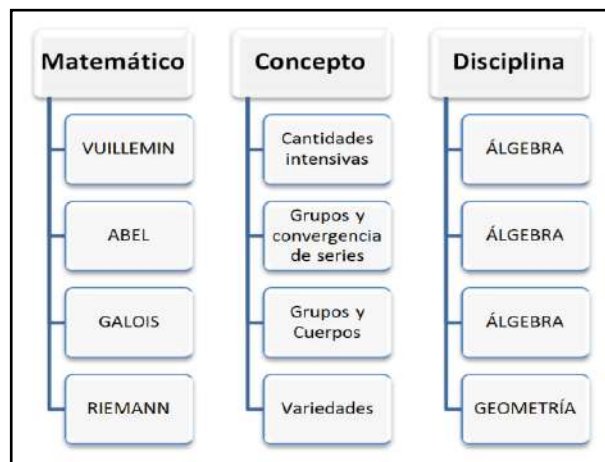 Matemático
VUILLEMIN
ABEL
GALOIS
RIEMANN
Concepto
Cantidades
intensivas
Grupos y
convergencia
de series
Grupos y
Cuerpos
Variedades
Disciplina
ÁLGEBRA
ÁLGEBRA
ÁLGEBRA
GEOMETRÍA